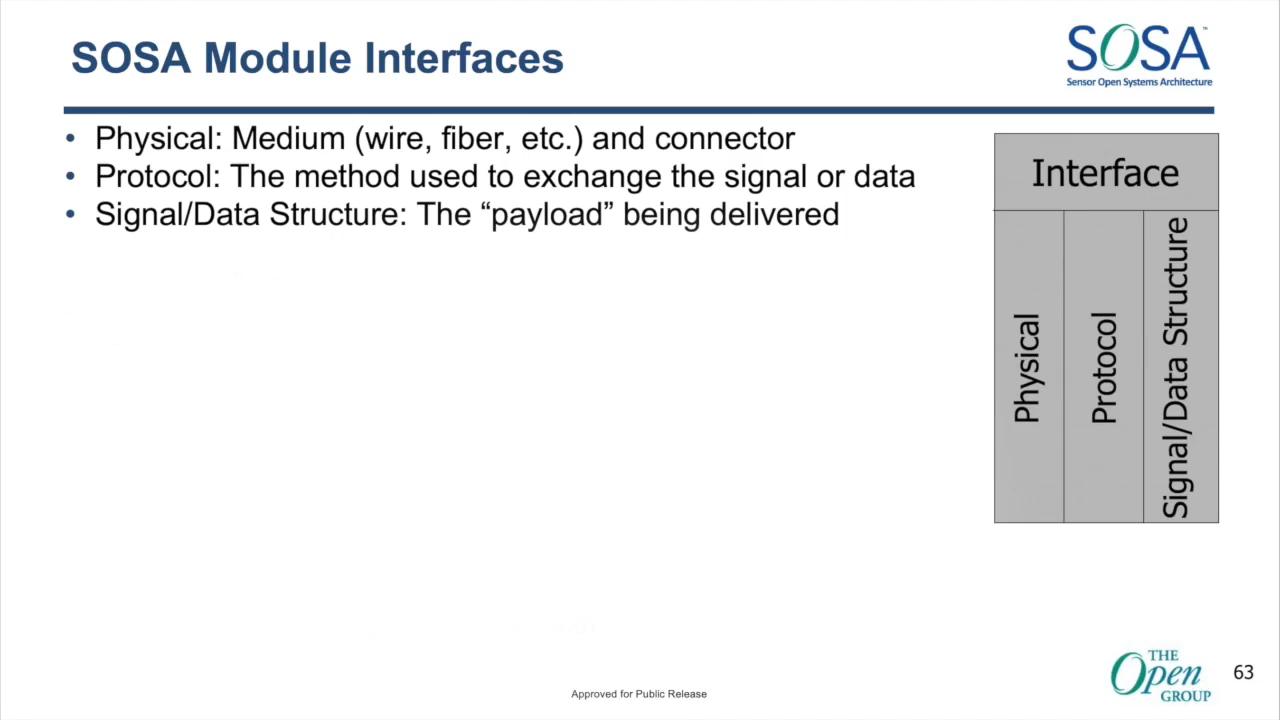 SOSA Module Interfaces
SOSA™
Sensor Open Systems Architecture
• Physical: Medium (wire, fiber, etc.) and connector
• Protocol: The method used to exchange the signal or data
• Signal/Data Structure: The “payload” being delivered
Interface
Physical
Protocol
Signal/Data Structure
Approved for Public Release
THE
Open
GROUP
63